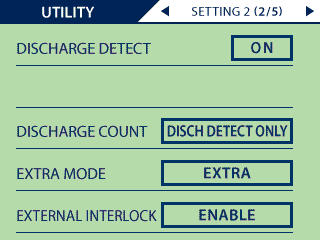 UTILITY ◀ SETTING 2 (2/5) ▶
DISCHARGE DETECT ON
DISCHARGE COUNT DISCH DETECT ONLY
EXTRA MODE EXTRA
EXTERNAL INTERLOCK ENABLE